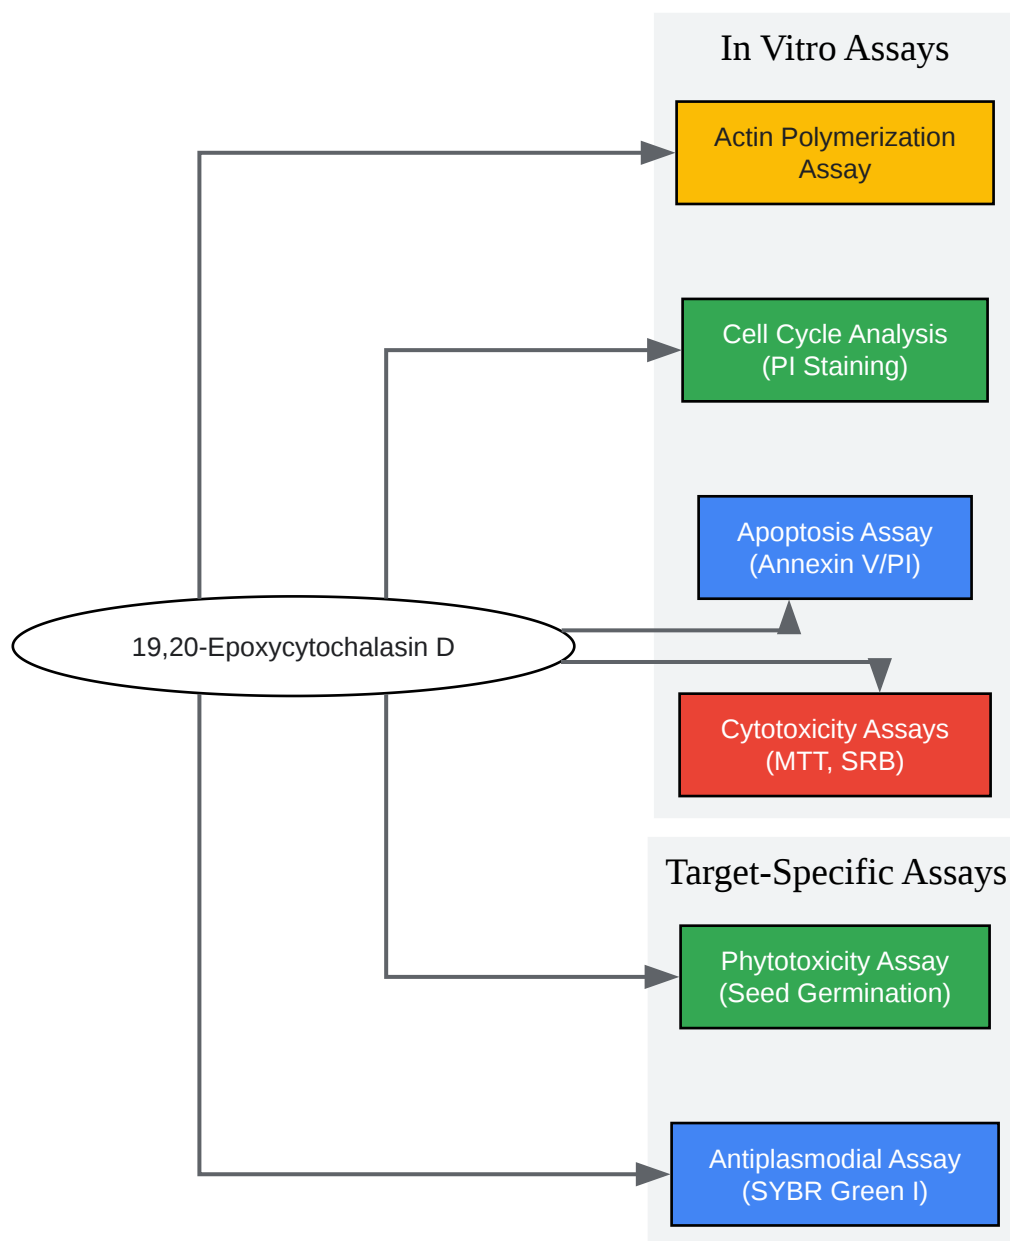 In Vitro Assays
Actin Polymerization
Assay
Cell Cycle Analysis
(PI Staining)
Apoptosis Assay
(Annexin V/PI)
19,20-Epoxycytochalasin D
Cytotoxicity Assays
(MTT, SRB)
Target-Specific Assays
Phytotoxicity Assay
(Seed Germination)
Antiplasmodial Assay
(SYBR Green I)